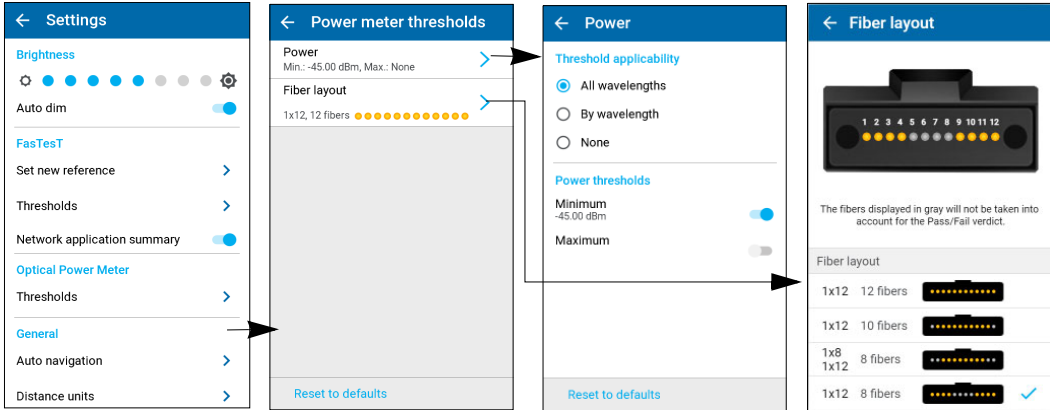 Settings
Brightness
Auto dim
FasTesT
Set new reference
Thresholds
Network application summary
Optical Power Meter
Thresholds
General
Auto navigation
Distance units
Power meter thresholds
Power
Min.: -45.00 dBm, Max.: None
Fiber layout
1x12, 12 fibers
Reset to defaults
Power
Threshold applicability
All wavelengths
By wavelength
None
Power thresholds
Minimum
-45.00 dBm
Maximum
Reset to defaults
Fiber layout
1 2 3 4 5 6 7 8 9 10 11 12
The fibers displayed in gray will not be taken into
account for the Pass/Fail verdict.
Fiber layout
1x12 12 fibers
1x12 10 fibers
1x8
1x12 8 fibers
1x12 8 fibers